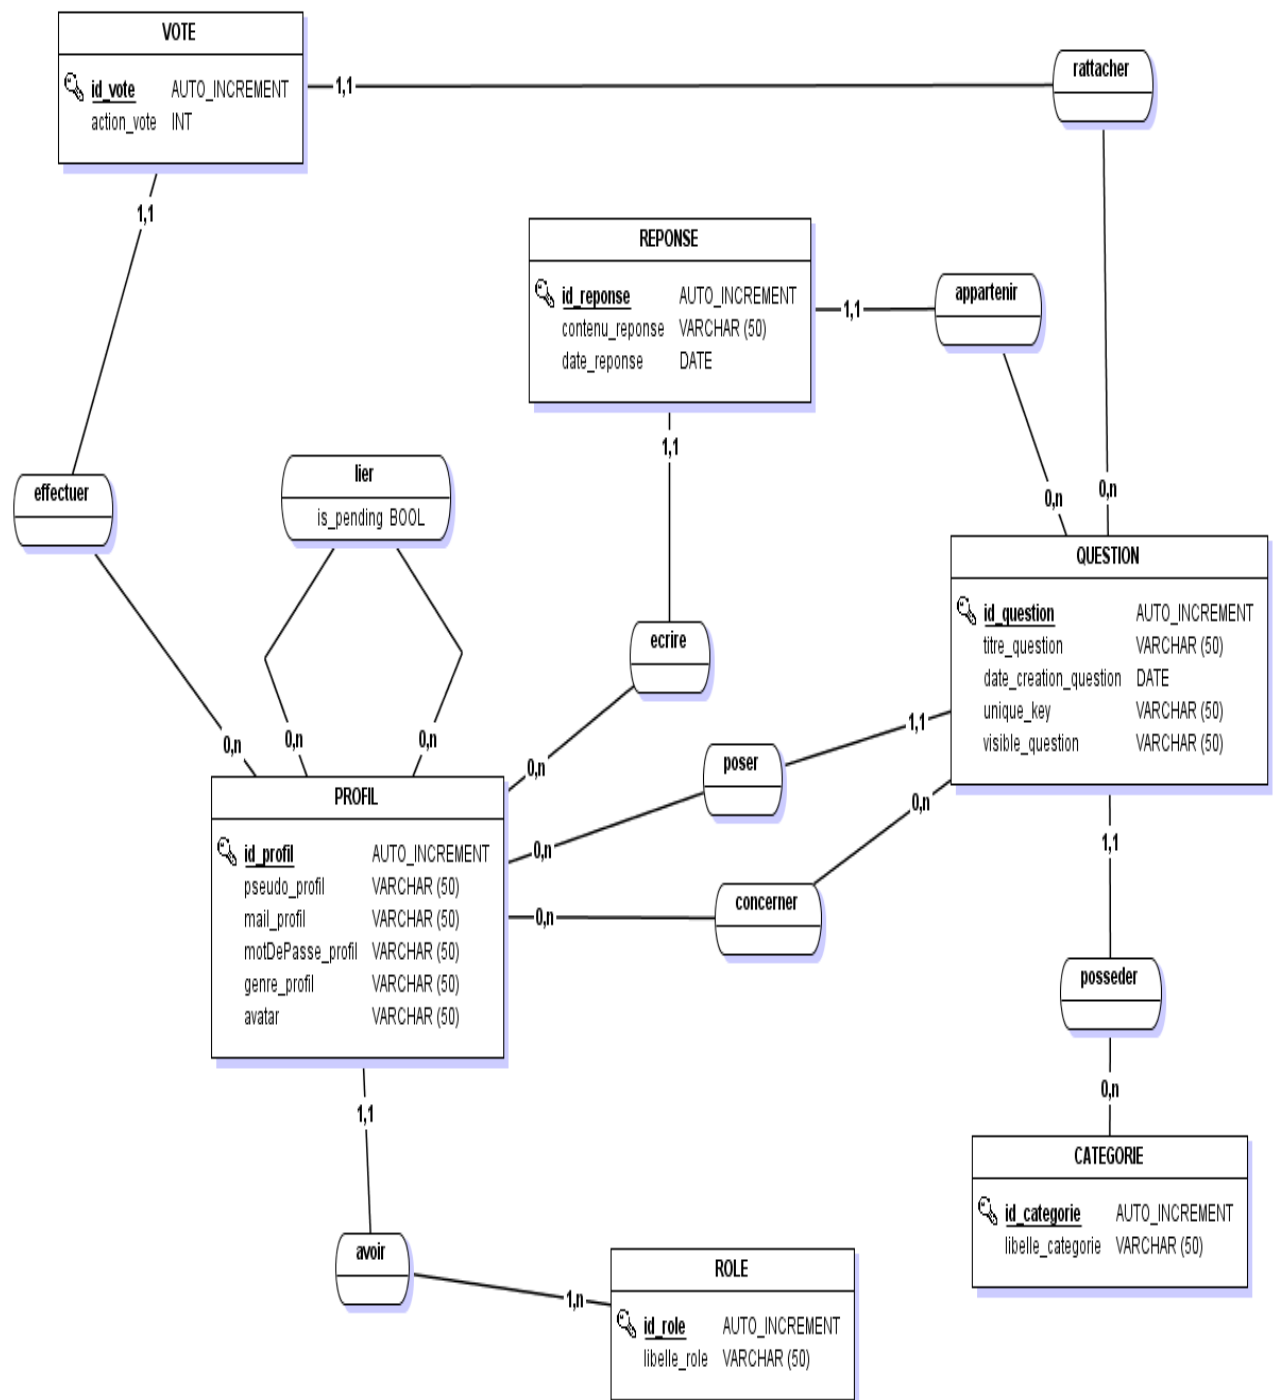 VOTE
id_vote AUTO_INCREMENT
action_vote INT
1,1
rattacher
1,1
REPONSE
id_reponse AUTO_INCREMENT
contenu_reponse VARCHAR (50)
date_reponse DATE
1,1
appartenir
1,1
effectuer
lier
is_pending BOOL
0,n
0,n
QUESTION
id_question AUTO_INCREMENT
titre_question VARCHAR (50)
date_creation_question DATE
unique_key VARCHAR (50)
visible_question VARCHAR (50)
ecrire
0,n
0,n
0,n
0,n
poser
1,1
0,n
0,n
PROFIL
id_profil AUTO_INCREMENT
pseudo_profil VARCHAR (50)
mail_profil VARCHAR (50)
motDePasse_profil VARCHAR (50)
genre_profil VARCHAR (50)
avatar VARCHAR (50)
0,n
concerner
1,1
posseder
0,n
1,1
CATEGORIE
id_categorie AUTO_INCREMENT
libelle_categorie VARCHAR (50)
avoir
1,n
ROLE
id_role AUTO_INCREMENT
libelle_role VARCHAR (50)